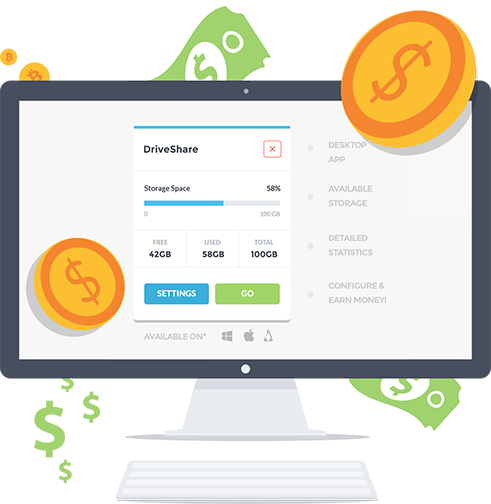 DriveShare
Storage Space 58%
0 100 GB
FREE USED TOTAL
42GB 58GB 100GB
SETTINGS GO
AVAILABLE ON*
DESKTOP
APP
AVAILABLE
STORAGE
DETAILED
STATISTICS
CONFIGURE &
EARN MONEY!